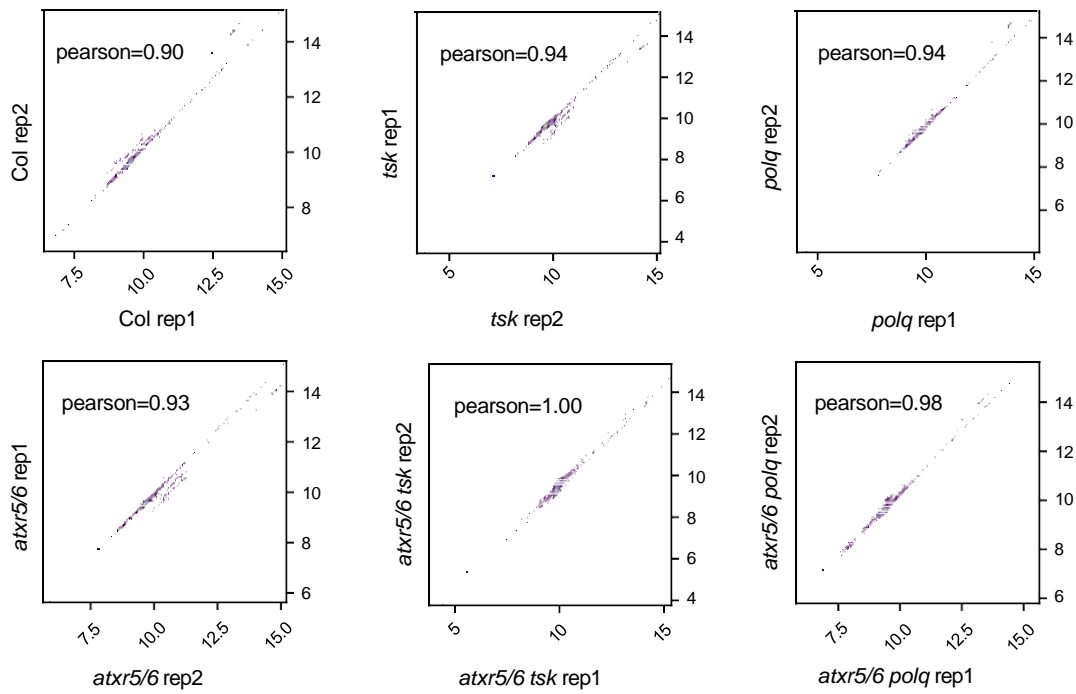 pearson=0.90
Col rep2
14
12
10
8
7.5
10.0
12.5
15.0
Col rep1
pearson=0.94
tsk rep1
14
12
10
8
6
4
5
10
15
tsk rep2
pearson=0.94
polq rep2
14
12
10
8
6
5
10
15
polq rep1
pearson=0.93
atxr5/6 rep1
14
12
10
8
6
7.5
10.0
12.5
15.0
atxr5/6 rep2
pearson=1.00
atxr5/6 tsk rep2
14
12
10
8
6
4
5
10
15
atxr5/6 tsk rep1
pearson=0.98
atxr5/6 polq rep2
14
12
10
8
6
7.5
10.0
12.5
15.0
atxr5/6 polq rep1